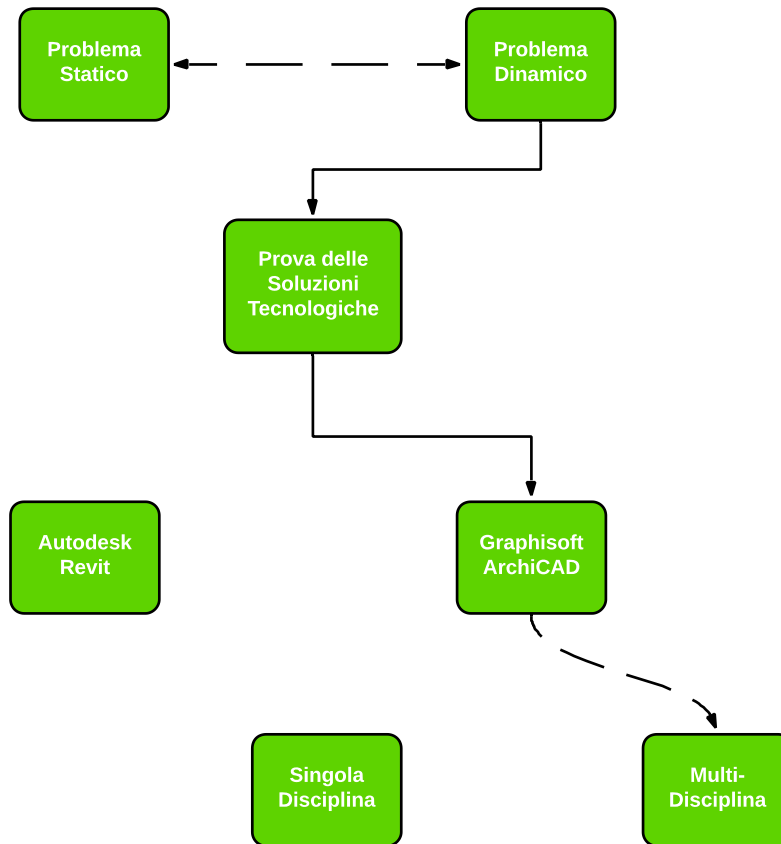 Problema
Statico
Problema
Dinamico
Prova delle
Soluzioni
Tecnologiche
Autodesk
Revit
Graphisoft
ArchiCAD
Singola
Disciplina
Multi-
Disciplina